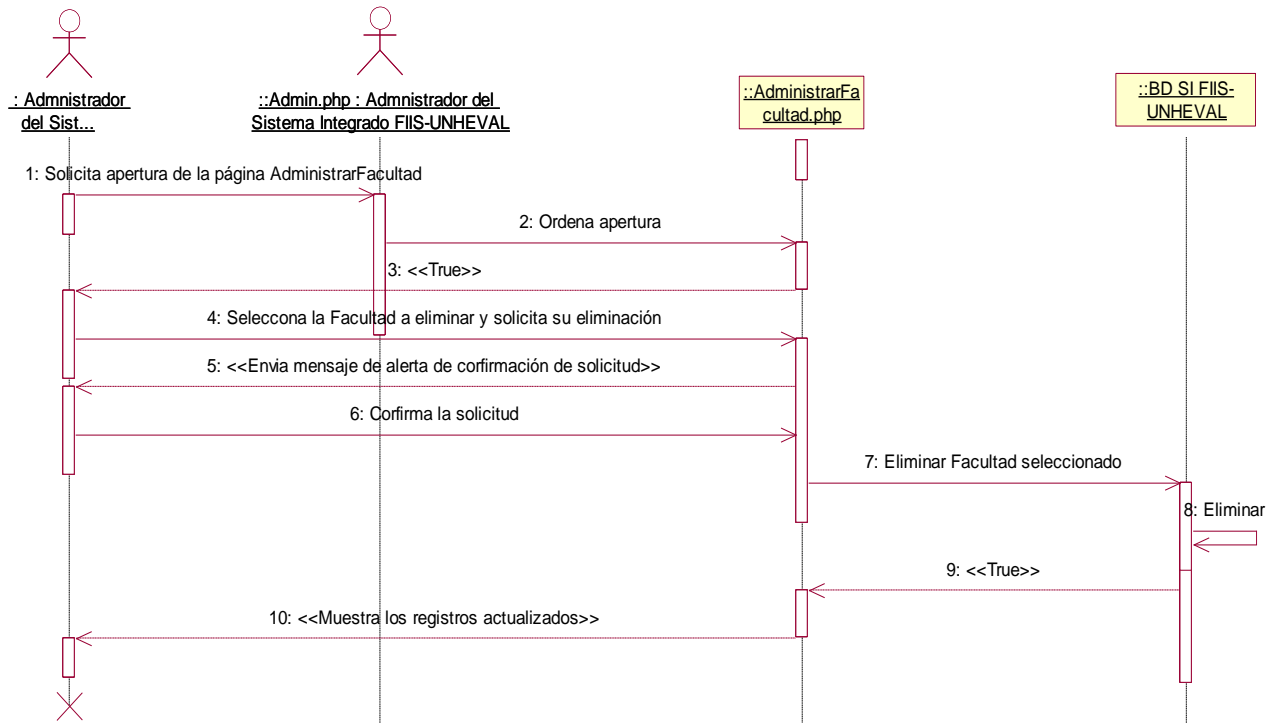 : Admnistrador
del Sist...
::Admin.php : Admnistrador del
Sistema Integrado FIIS-UNHEVAL
::AdministrarFa
cultad.php
::BD SI FIIS-
UNHEVAL
1: Solicita apertura de la página AdministrarFacultad
2: Ordena apertura
3: <<True>>
4: Seleccona la Facultad a eliminar y solicita su eliminación
5: <<Envia mensaje de alerta de corfirmación de solicitud>>
6: Corfirma la solicitud
7: Eliminar Facultad seleccionado
8: Eliminar
9: <<True>>
10: <<Muestra los registros actualizados>>